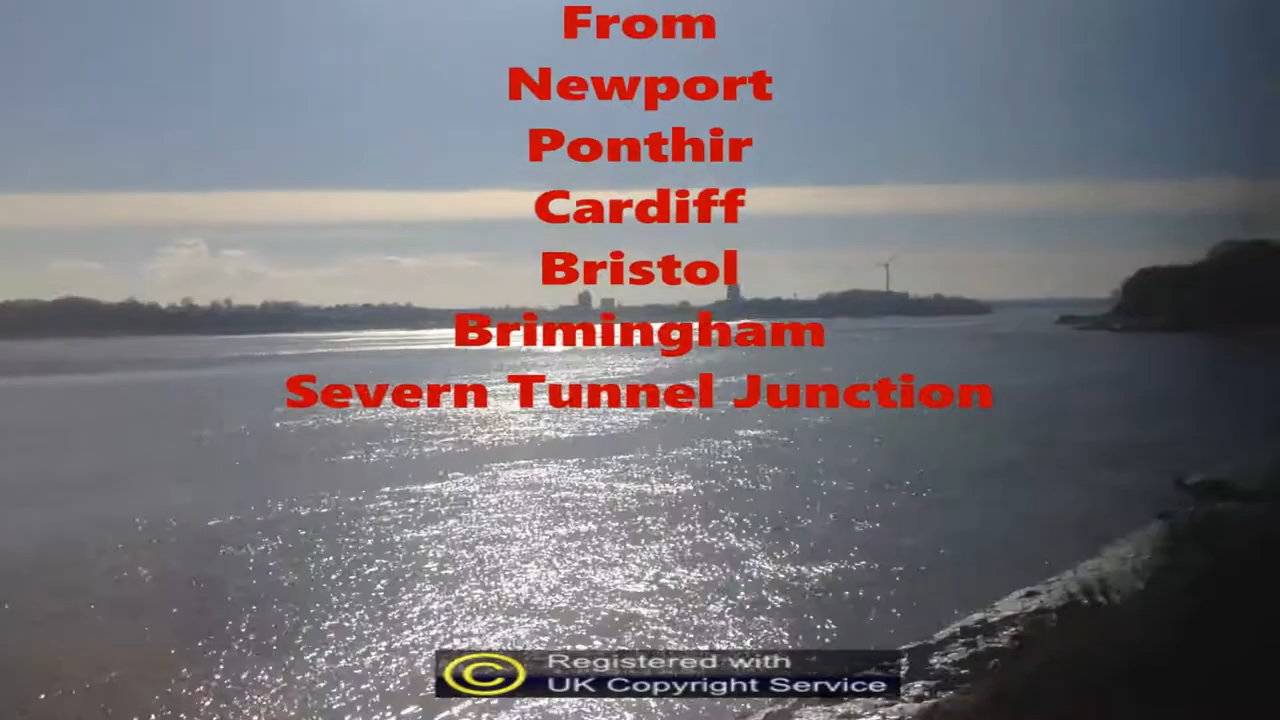 From
Newport
Ponthir
Cardiff
Bristol
Brimingham
Severn Tunnel Junction
© Registered with
UK Copyright Service